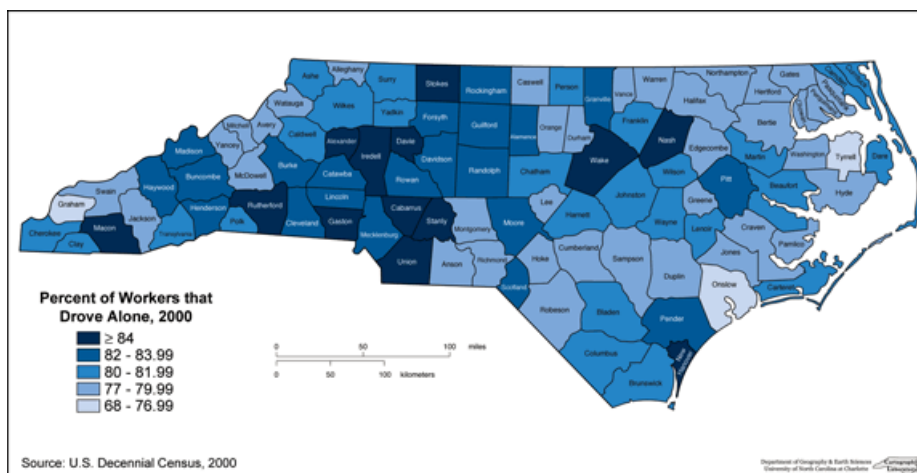 Ashe
Alleghany
Surry
Stokes
Rockingham
Caswell
Person
Granville
Vance
Warren
Northampton
Gates
Hertford
Halifax
Watauga
Wilkes
Yadkin
Forsyth
Guilford
Alamance
Orange
Durham
Franklin
Nash
Bertie
Mitchell
Avery
Yancey
Caldwell
Alexander
Iredell
Davie
Davidson
Randolph
Chatham
Wake
Wilson
Edgecombe
Martin
Washington
Tyrrell
Dare
Madison
Burke
McDowell
Catawba
Rowan
Haywood
Buncombe
Swain
Graham
Rutherford
Lincoln
Cabarrus
Stanly
Montgomery
Moore
Lee
Harnett
Johnston
Wayne
Greene
Pitt
Beaufort
Hyde
Henderson
Polk
Cleveland
Gaston
Mecklenburg
Jackson
Macon
Transylvania
Cherokee
Clay
Union
Anson
Richmond
Hoke
Cumberland
Sampson
Duplin
Lenoir
Craven
Pamlico
Jones
Onslow
Carteret
Scotland
Robeson
Bladen
Pender
Columbus
Brunswick
New
Hanover
Percent of Workers that
Drove Alone, 2000
≥ 84
82 - 83.99
80 - 81.99
77 - 79.99
68 - 76.99
0 50 100 miles
0 50 100 kilometers
Source: U.S. Decennial Census, 2000
Department of Geography & Earth Sciences
University of North Carolina at Charlotte